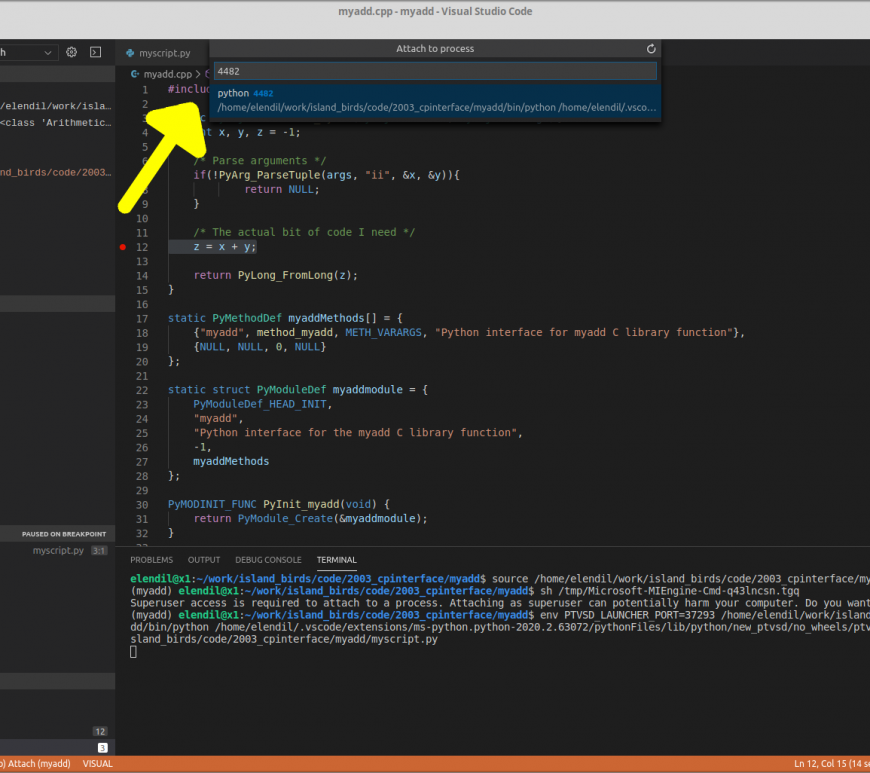 myadd.cpp - myadd - Visual Studio Code
h
myscript.py
Attach to process
4482
python 4482
/home/elendil/work/island_birds/code/2003_cpinterface/myadd/bin/python /home/elendil/.vsco...
myadd.cpp >
/elendil/work/isla...
<class 'Arithmetic...
nd_birds/code/2003...
1 #includ
2
4 int x, y, z = -1;
5
/* Parse arguments */
if(!PyArg_ParseTuple(args, "ii", &x, &y)){
return NULL;
9 }
10
11 /* The actual bit of code I need */
12 z = x + y;
13
14 return PyLong_FromLong(z);
15 }
16
17 static PyMethodDef myaddMethods[] = {
18 {"myadd", method_myadd, METH_VARARGS, "Python interface for myadd C library function"},
19 {NULL, NULL, 0, NULL}
20 };
21
22 static struct PyModuleDef myaddmodule = {
23 PyModuleDef_HEAD_INIT,
24 "myadd",
25 "Python interface for the myadd C library function",
26 -1,
27 myaddMethods
28 };
29
30 PyMODINIT_FUNC PyInit_myadd(void) {
31 return PyModule_Create(&myaddmodule);
32 }
PAUSED ON BREAKPOINT
myscript.py 3:1
12
3
PROBLEMS OUTPUT DEBUG CONSOLE TERMINAL
elendil@x1:~/work/island_birds/code/2003_cpinterface/myadd$ source /home/elendil/work/island_birds/code/2003_cpinterface/my
(myadd) elendil@x1:~/work/island_birds/code/2003_cpinterface/myadd$ sh /tmp/Microsoft-MIEngine-Cmd-q43lncsn.tgq
Superuser access is required to attach to a process. Attaching as superuser can potentially harm your computer. Do you want
(myadd) elendil@x1:~/work/island_birds/code/2003_cpinterface/myadd$ env PTVSD_LAUNCHER_PORT=37293 /home/elendil/work/island
dd/bin/python /home/elendil/.vscode/extensions/ms-python.python-2020.2.63072/pythonFiles/lib/python/new_ptvsd/no_wheels/ptv
sland_birds/code/2003_cpinterface/myadd/myscript.py
) Attach (myadd) VISUAL
Ln 12, Col 15 (14 se